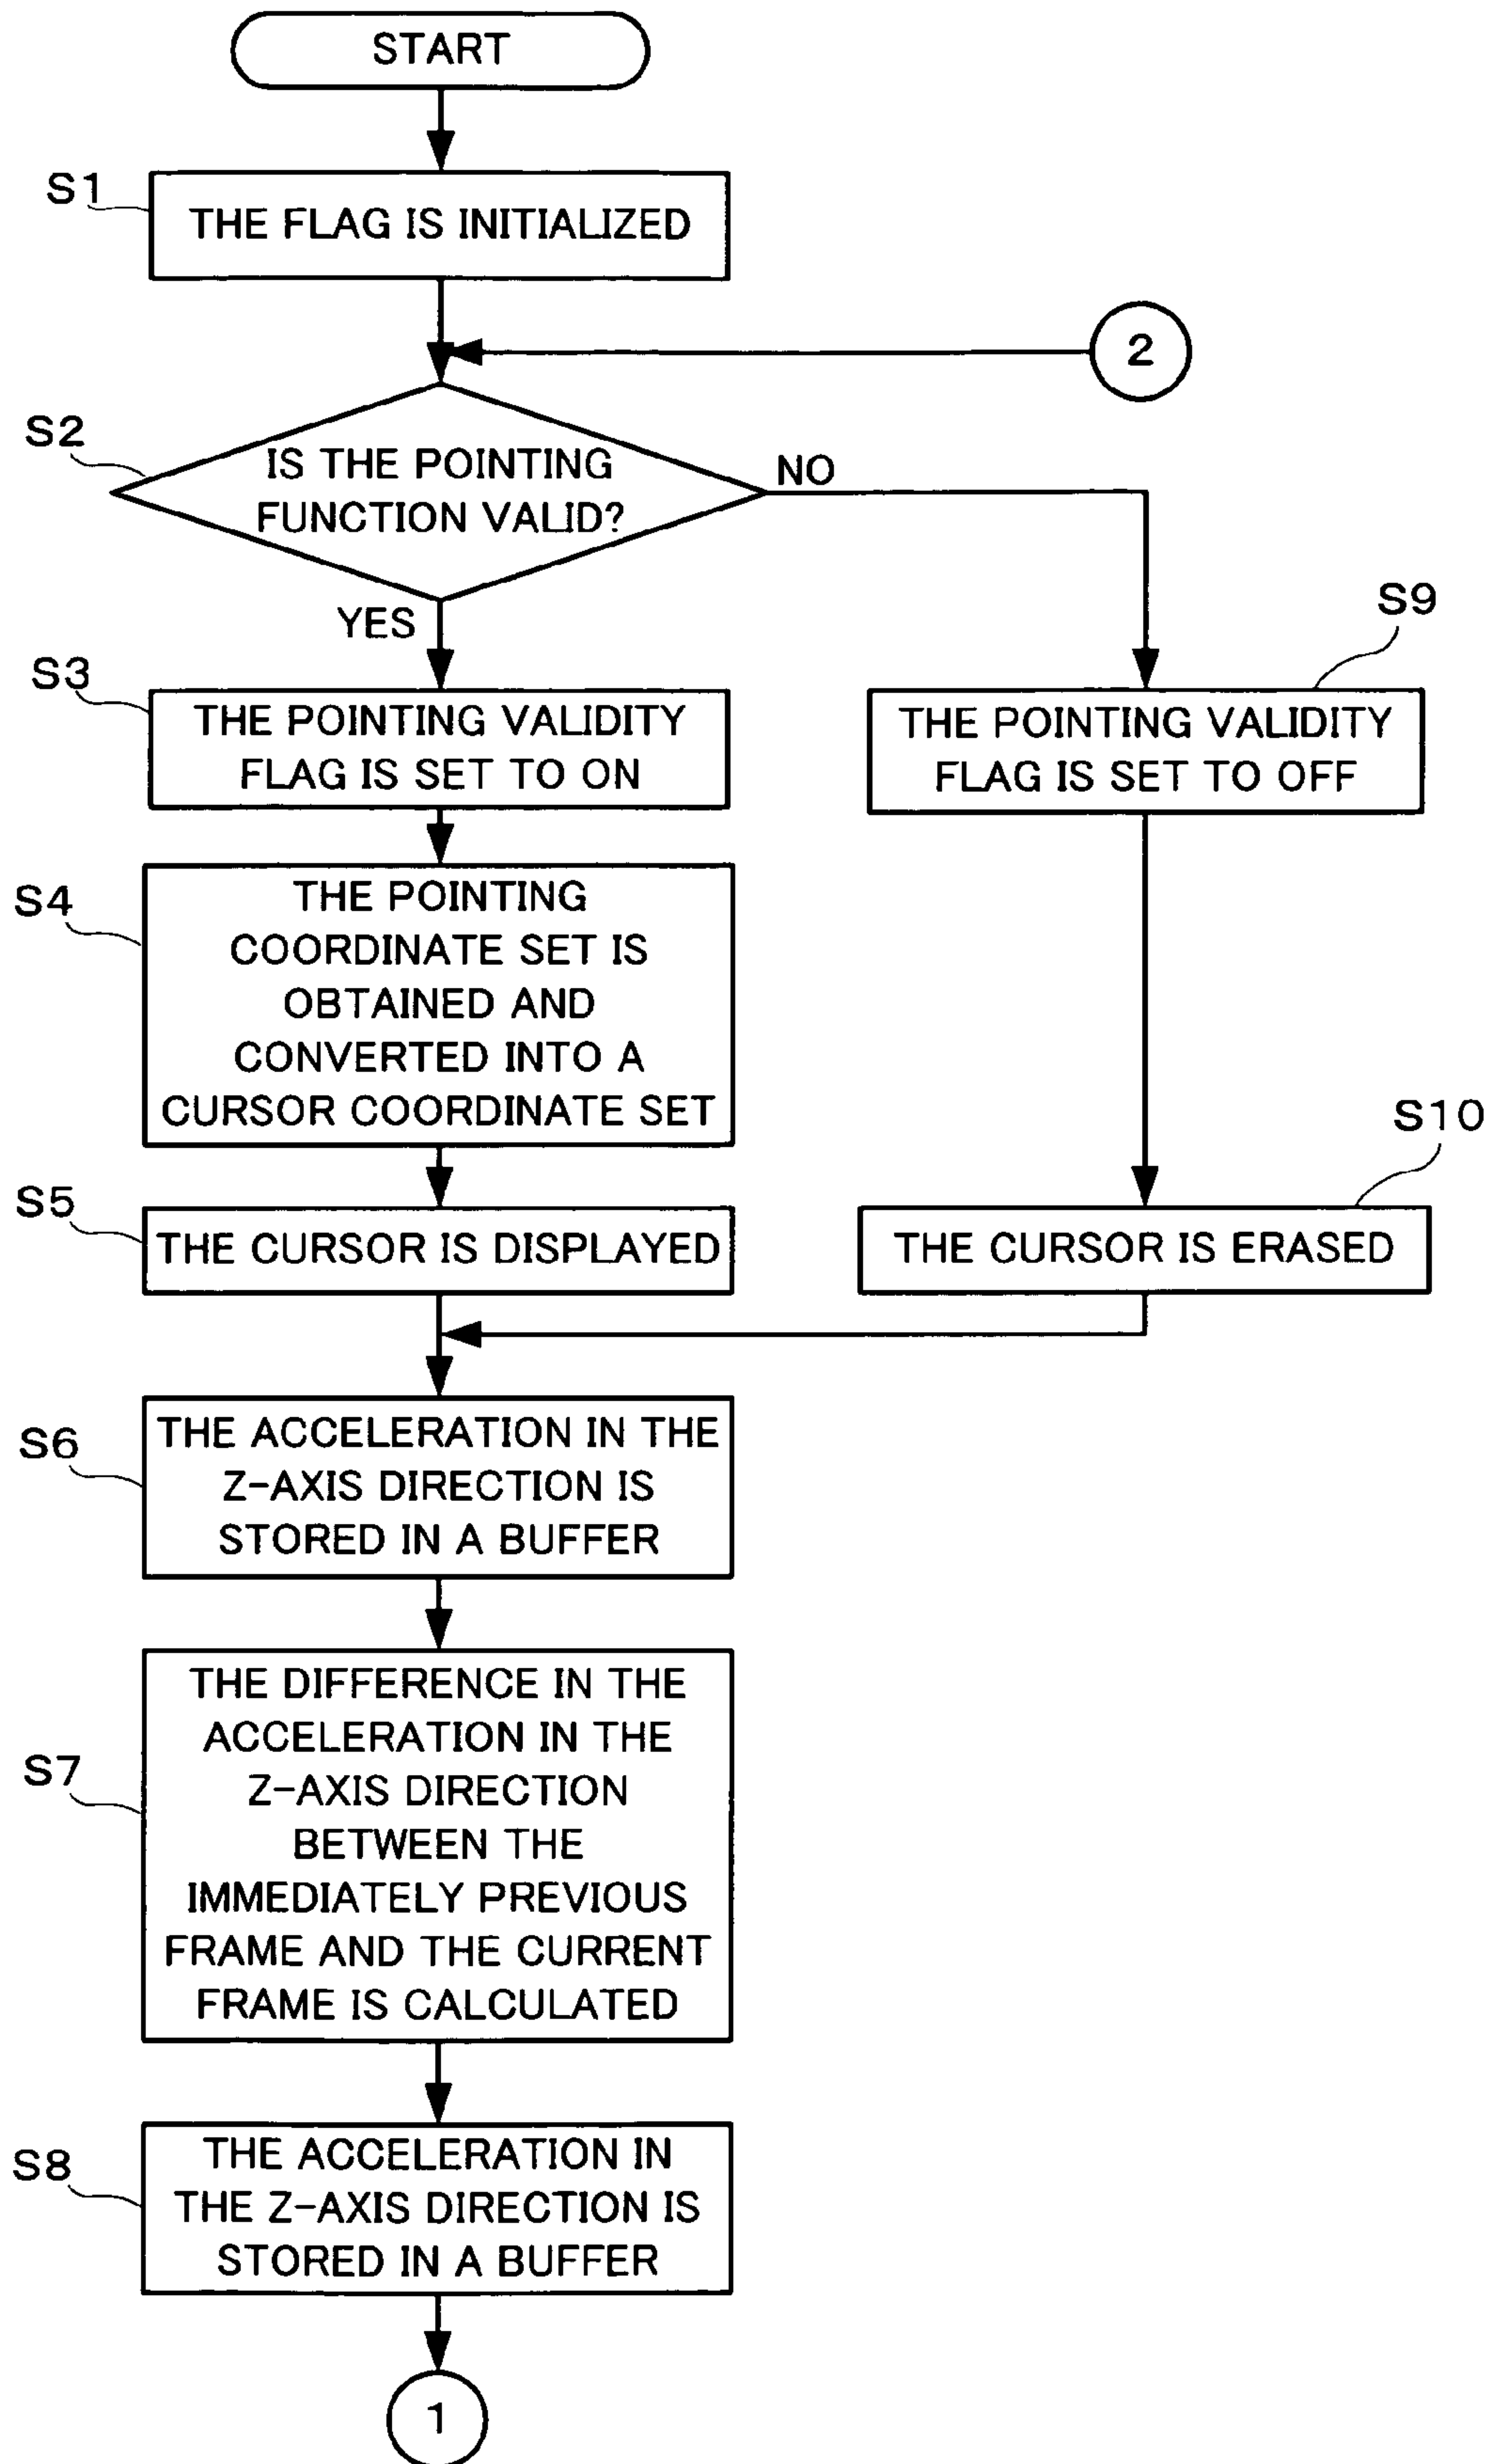 START
S1
THE FLAG IS INITIALIZED
2
S2
IS THE POINTING
FUNCTION VALID?
NO
YES
S3
THE POINTING VALIDITY
FLAG IS SET TO ON
S9
THE POINTING VALIDITY
FLAG IS SET TO OFF
S4
THE POINTING
COORDINATE SET IS
OBTAINED AND
CONVERTED INTO A
CURSOR COORDINATE SET
S5
THE CURSOR IS DISPLAYED
S10
THE CURSOR IS ERASED
S6
THE ACCELERATION IN THE
Z-AXIS DIRECTION IS
STORED IN A BUFFER
S7
THE DIFFERENCE IN THE
ACCELERATION IN THE
Z-AXIS DIRECTION
BETWEEN THE
IMMEDIATELY PREVIOUS
FRAME AND THE CURRENT
FRAME IS CALCULATED
S8
THE ACCELERATION IN
THE Z-AXIS DIRECTION IS
STORED IN A BUFFER
1